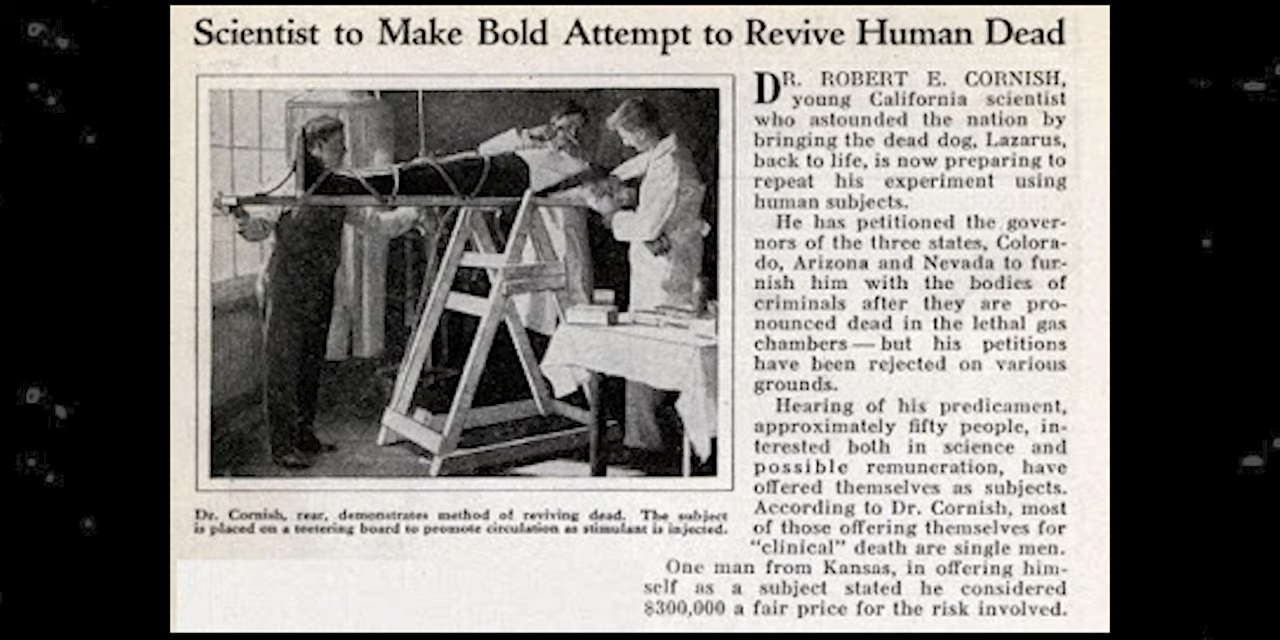 Scientist to Make Bold Attempt to Revive Human Dead
DR. ROBERT E. CORNISH,
young California scientist
who astounded the nation by
bringing the dead dog, Lazarus,
back to life, is now preparing to
repeat his experiment using
human subjects.
He has petitioned the gover-
nors of the three states, Colora-
do, Arizona and Nevada to fur-
nish him with the bodies of
criminals after they are pro-
nounced dead in the lethal gas
chambers — but his petitions
have been rejected on various
grounds.
Hearing of his predicament,
approximately fifty people, in-
terested both in science and
possible remuneration, have
offered themselves as subjects.
According to Dr. Cornish, most
of those offering themselves for
"clinical" death are single men.
One man from Kansas, in offering him-
self as a subject stated he considered
$300,000 a fair price for the risk involved.
Dr. Cornish, rear, demonstrates method of reviving dead. The subject
is placed on a teetering board to promote circulation as stimulant is injected.